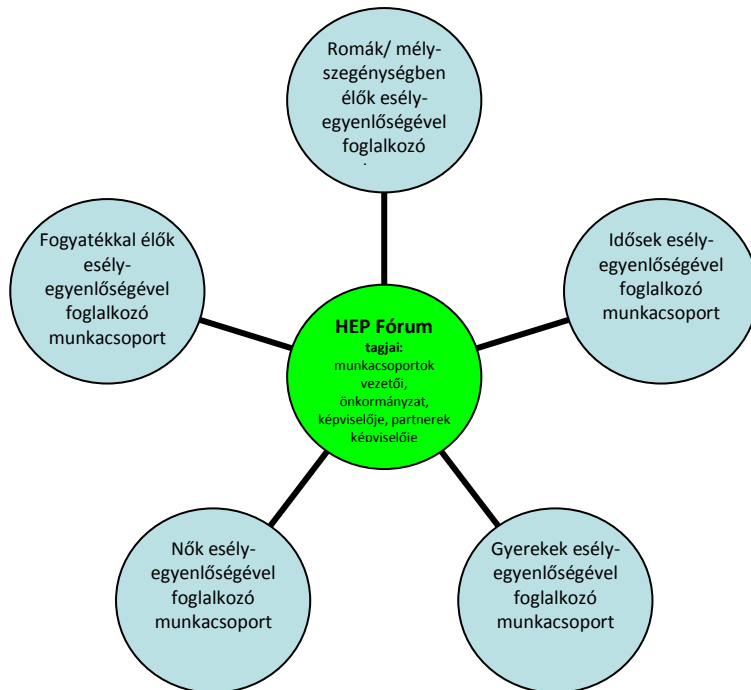 Romák/ mély-
szegénységben
élők esély-
egyenlőségével
foglalkozó
Fogyatékkal élők
esély-
egyenlőségével
foglalkozó
munkacsoport
Idősek esély-
egyenlőségével
foglalkozó
munkacsoport
HEP Fórum
tagjai:
munkacsoportok
vezetői,
önkormányzat,
képviselője, partnerek
képviselője
Nők esély-
egyenlőségével
foglalkozó
munkacsoport
Gyerekek esély-
egyenlőségével
foglalkozó
munkacsoport